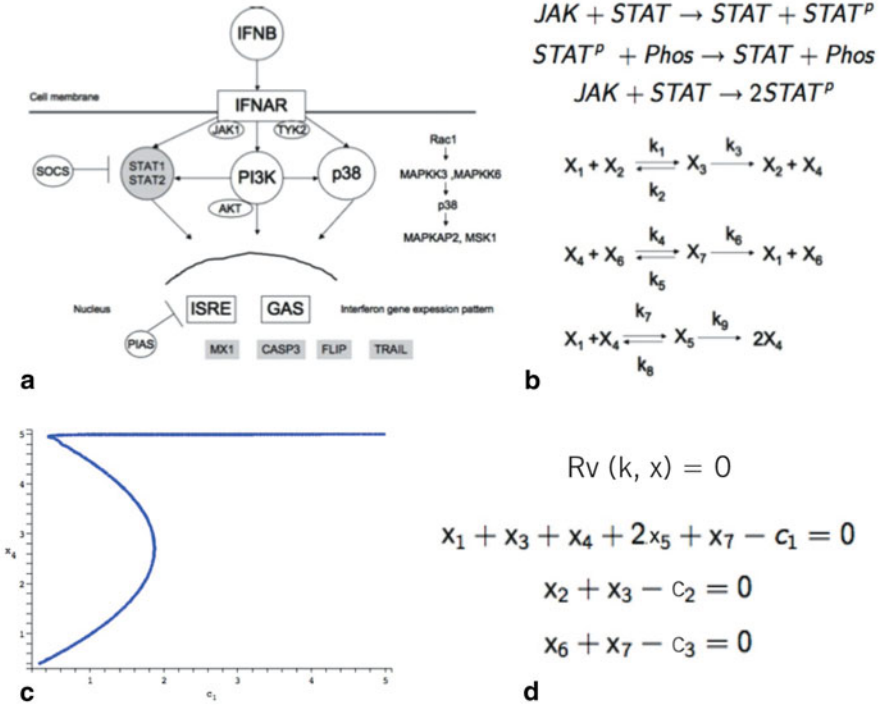 IFNB
Cell membrane
IFNAR
JAK1
TYK2
SOCS
STAT1
STAT2
PI3K
p38
AKT
Rac1
MAPKK3 ,MAPKK6
p38
MAPKAP2, MSK1
Nucleus
ISRE
GAS
Interferon gene expession pattern
PIAS
MX1
CASP3
FLIP
TRAIL
a
JAK + STAT → STAT + STATᵖ
STATᵖ + Phos → STAT + Phos
JAK + STAT → 2STATᵖ
k₁ k₃
X₁ + X₂ ⇌ X₃ → X₂ + X₄
k₂
k₄ k₆
X₄ + X₆ ⇌ X₇ → X₁ + X₆
k₅
k₇ k₉
X₁ +X₄ ⇌ X₅ → 2X₄
k₈
b
5
4
3
x₄
2
1
1 2 3 4 5
c₁
c
Rv (k, x) = 0
x₁ + x₃ + x₄ + 2x₅ + x₇ − c₁ = 0
x₂ + x₃ − c₂ = 0
x₆ + x₇ − c₃ = 0
d